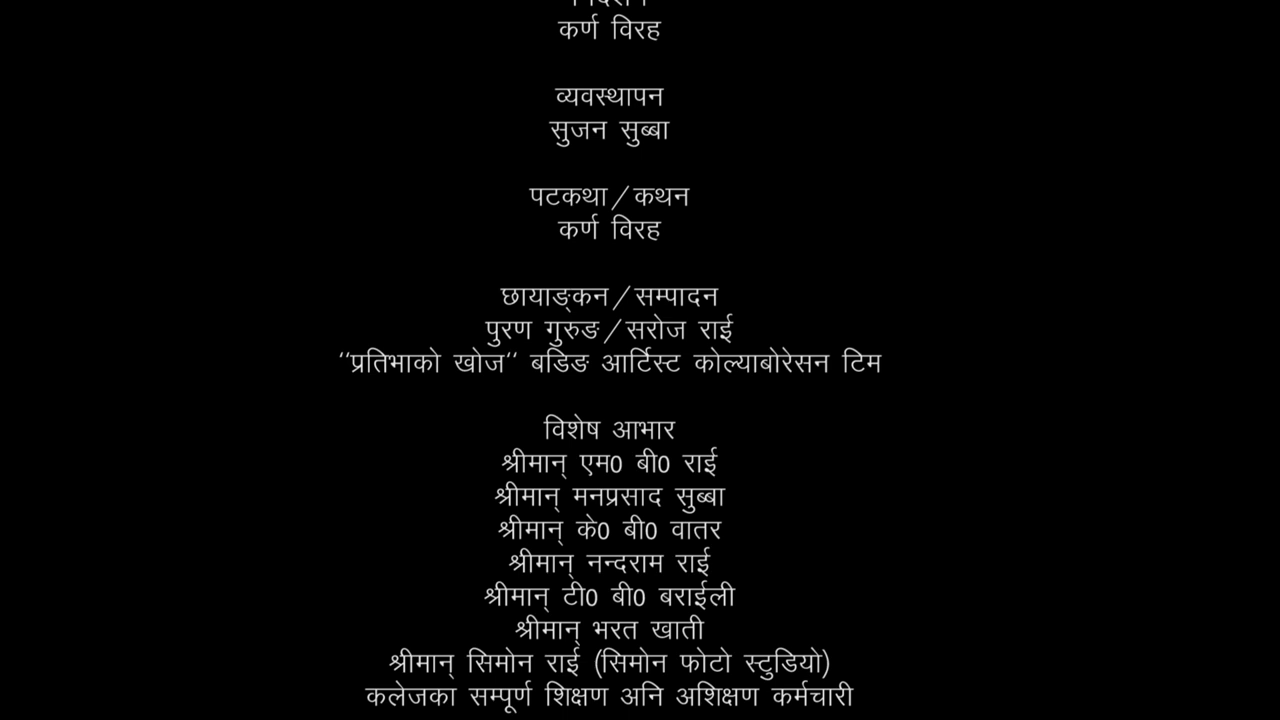 कर्ण विरह
व्यवस्थापन
सुजन सुब्बा
पटकथा/कथन
कर्ण विरह
छायाङ्कन/सम्पादन
पुरण गुरुङ/सरोज राई
‘‘प्रतिभाको खोज‘‘ बडिङ आर्टिस्ट कोल्याबोरेसन टिम
विशेष आभार
श्रीमान् एम0 बी0 राई
श्रीमान् मनप्रसाद सुब्बा
श्रीमान् के0 बी0 वातर
श्रीमान् नन्दराम राई
श्रीमान् टी0 बी0 बराईली
श्रीमान् भरत खाती
श्रीमान् सिमोन राई (सिमोन फोटो स्टुडियो)
कलेजका सम्पूर्ण शिक्षण अनि अशिक्षण कर्मचारी